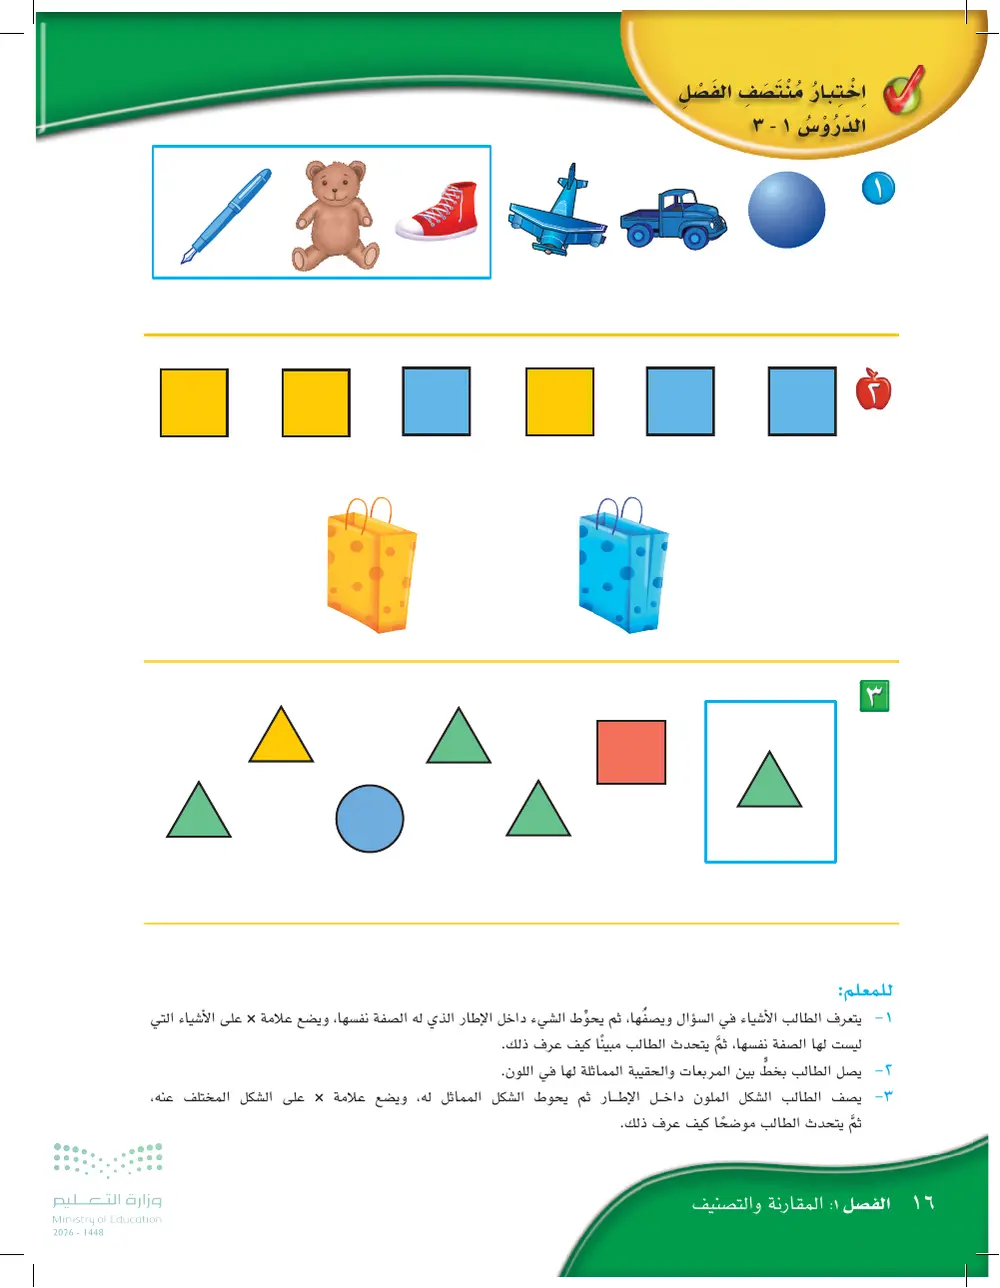 اِخْتِبارُ مُنْتَصَفِ الفَصْلِ
الدّرُوْسُ ١ - ٣
١
٢
٣
للمعلم:
١- يتعرف الطالب الأشياء في السؤال ويصفُها، ثم يحوِّط الشيء داخل الإطار الذي له الصفة نفسها، ويضع علامة × على الأشياء التي
ليست لها الصفة نفسها، ثمَّ يتحدث الطالب مبينًا كيف عرف ذلك.
٢- يصل الطالب بخطٍّ بين المربعات والحقيبة المماثلة لها في اللون.
٣- يصف الطالب الشكل الملون داخـل الإطـار ثم يحوط الشكل المماثل له، ويضع علامة × على الشكل المختلف عنه،
ثمَّ يتحدث الطالب موضحًا كيف عرف ذلك.
وزارة التعـــليم
Ministry of Education
2026 - 1448
١٦ الفصل ١: المقارنة والتصنيف